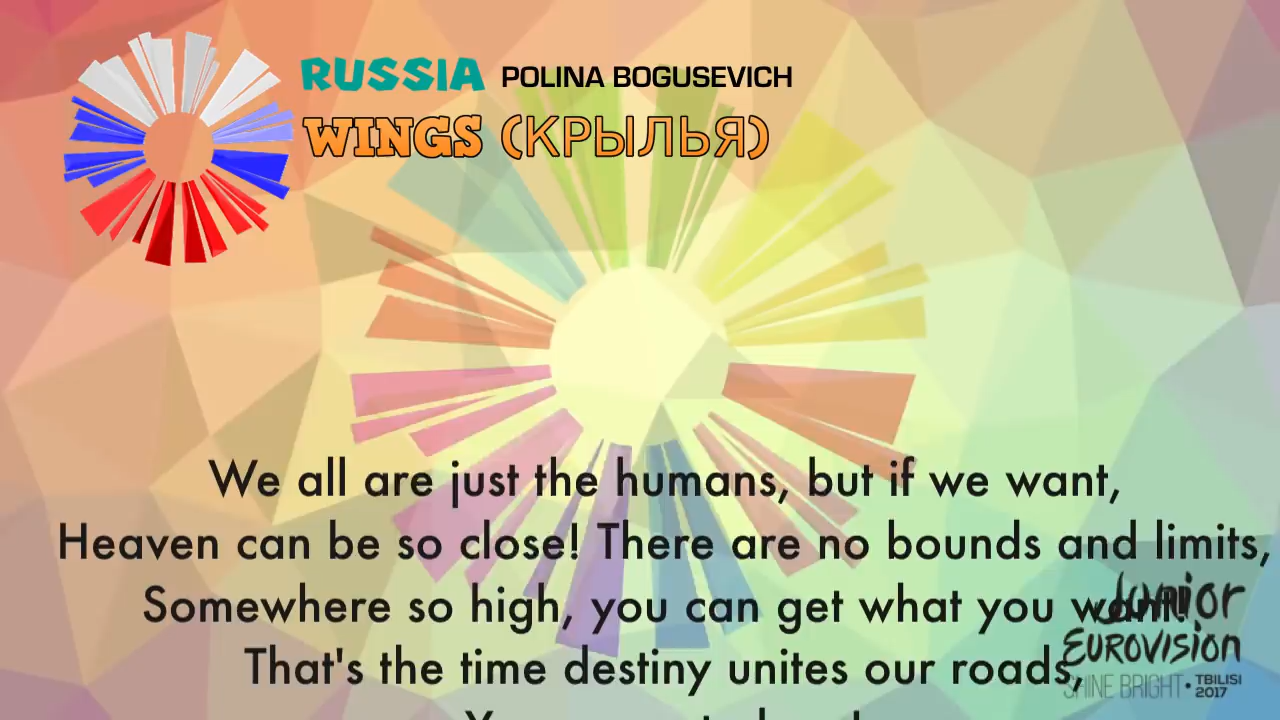 RUSSIA POLINA BOGUSEVICH
WINGS (КРЫЛЬЯ)
We all are just the humans, but if we want,
Heaven can be so close! There are no bounds and limits,
Somewhere so high, you can get what you want!
That's the time destiny unites our roads,
Junior
EUROVISION
SHINE BRIGHT • TBILISI
2017